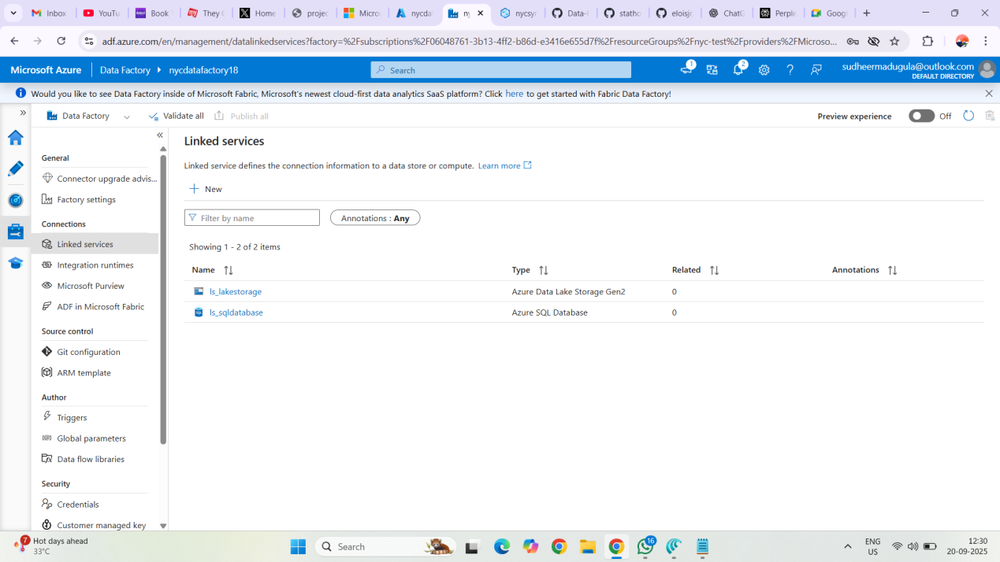 Inbox
YouTu
Book
They
Home
projec
Micros
nycda
ny
nycsyn
Data-
statho
eloisjr
ChatG
Perple
Googl
adf.azure.com/en/management/datalinkedservices?factory=%2Fsubscriptions%2F06048761-3b13-4ff2-b86d-e3416e655d7f%2FresourceGroups%2Fnyc-test%2Fproviders%2FMicroso...
Microsoft Azure
Data Factory
nycdatafactory18
Search
1
2
sudheermadugula@outlook.com
DEFAULT DIRECTORY
Would you like to see Data Factory inside of Microsoft Fabric, Microsoft's newest cloud-first data analytics SaaS platform? Click here to get started with Fabric Data Factory!
Data Factory
Validate all
Publish all
Preview experience
Off
General
Connector upgrade advis...
Factory settings
Connections
Linked services
Integration runtimes
Microsoft Purview
ADF in Microsoft Fabric
Source control
Git configuration
ARM template
Author
Triggers
Global parameters
Data flow libraries
Security
Credentials
Customer managed key
Linked services
Linked service defines the connection information to a data store or compute. Learn more
New
Filter by name
Annotations : Any
Showing 1 - 2 of 2 items
Name Type Related Annotations
ls_lakestorage Azure Data Lake Storage Gen2 0
SQL ls_sqldatabase Azure SQL Database 0
7
Hot days ahead
33°C
Search
16
ENG
US
12:30
20-09-2025